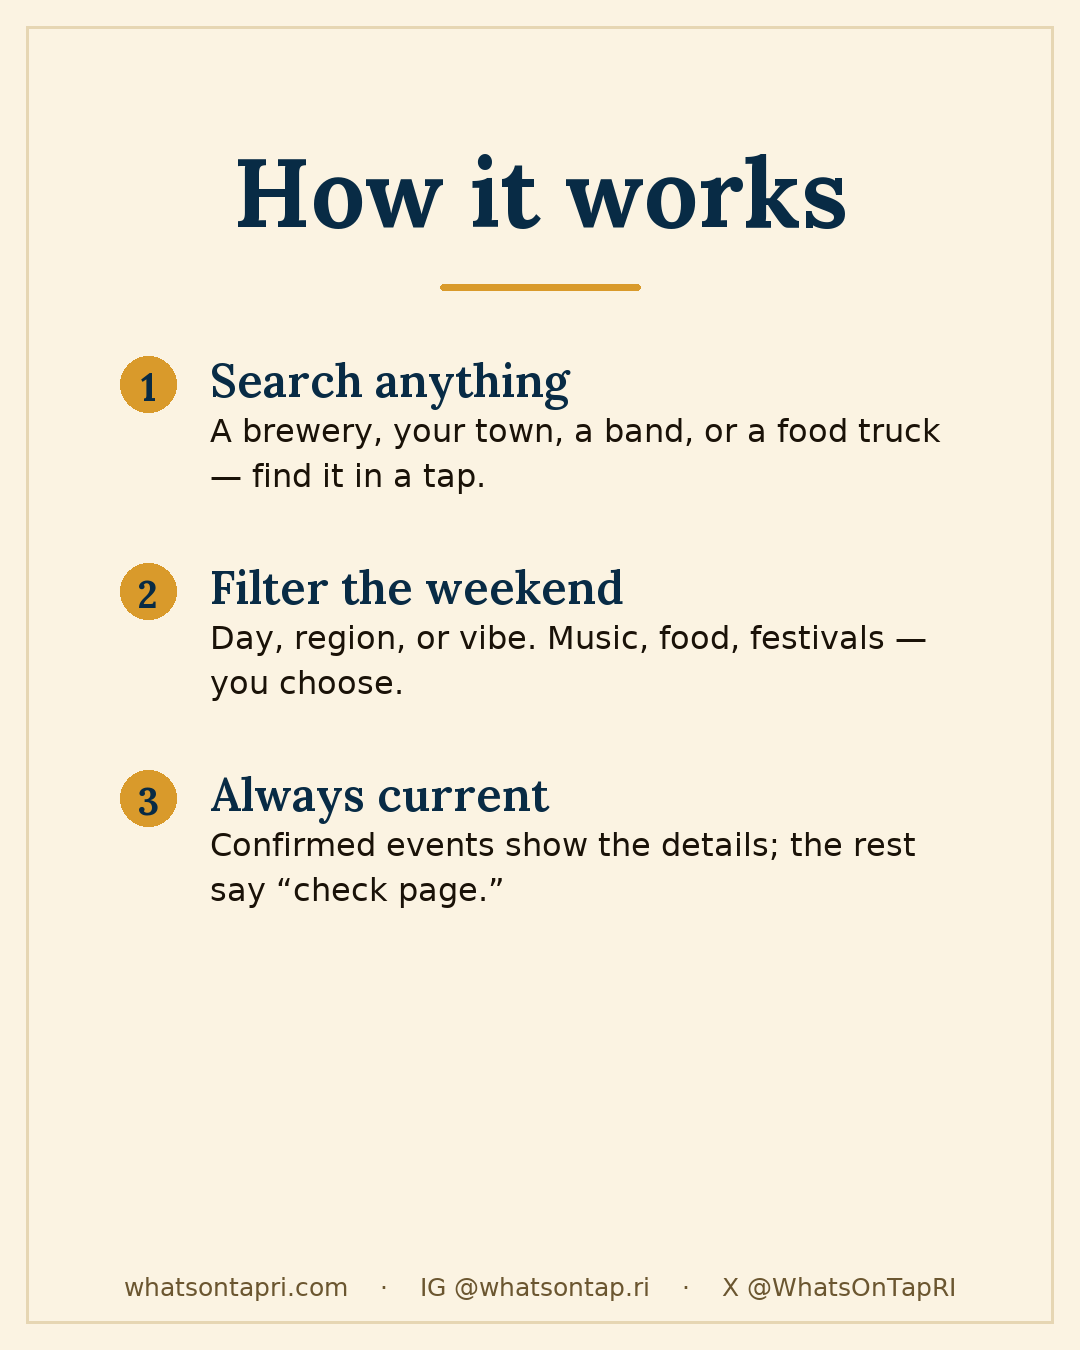 How it works
1 Search anything
A brewery, your town, a band, or a food truck
— find it in a tap.
2 Filter the weekend
Day, region, or vibe. Music, food, festivals —
you choose.
3 Always current
Confirmed events show the details; the rest
say “check page.”
whatsontapri.com · IG @whatsontap.ri · X @WhatsOnTapRI